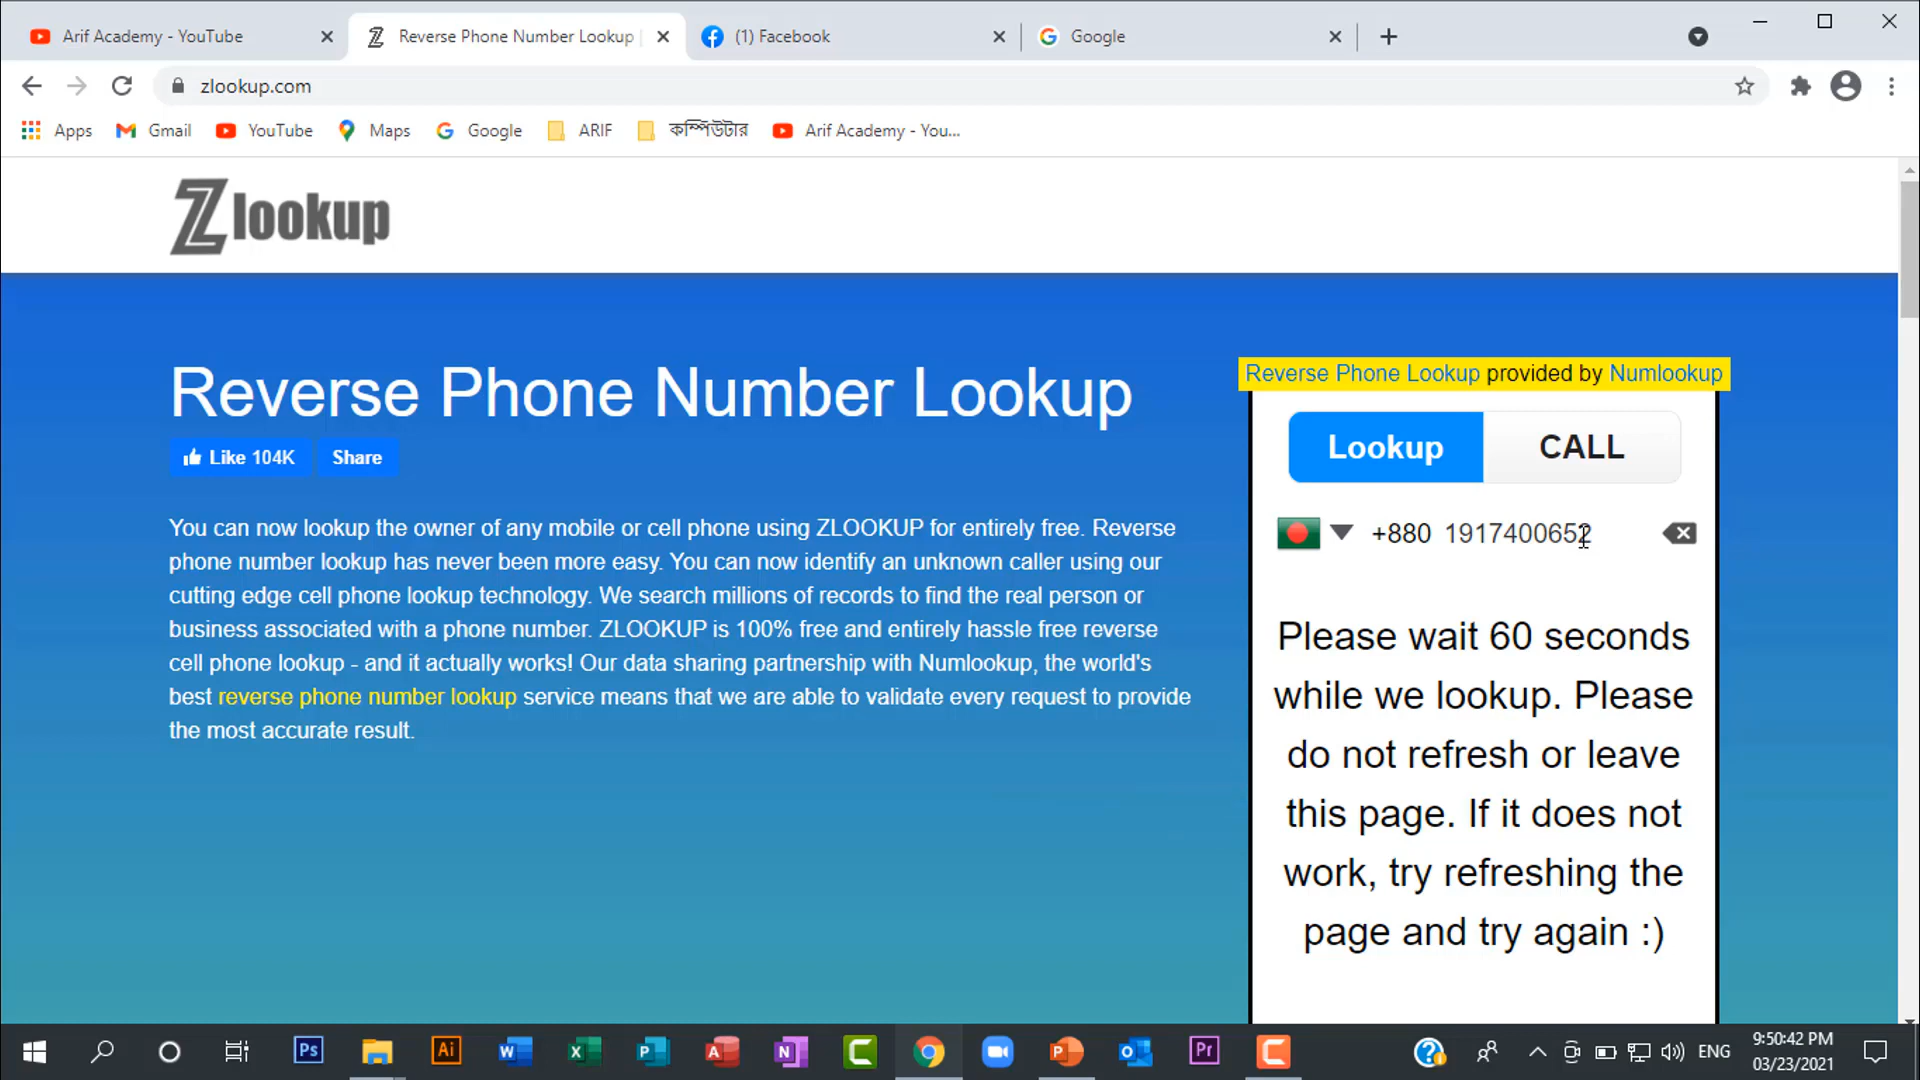 Arif Academy - YouTube
Reverse Phone Number Lookup
(1) Facebook
Google
zlookup.com
Apps
Gmail
YouTube
Maps
Google
ARIF
কম্পিউটার
Arif Academy - You...
Zlookup
Reverse Phone Number Lookup
Like 104K
Share
You can now lookup the owner of any mobile or cell phone using ZLOOKUP for entirely free. Reverse
phone number lookup has never been more easy. You can now identify an unknown caller using our
cutting edge cell phone lookup technology. We search millions of records to find the real person or
business associated with a phone number. ZLOOKUP is 100% free and entirely hassle free reverse
cell phone lookup - and it actually works! Our data sharing partnership with Numlookup, the world's
best reverse phone number lookup service means that we are able to validate every request to provide
the most accurate result.
Reverse Phone Lookup provided by Numlookup
Lookup
CALL
+880 1917400652
Please wait 60 seconds
while we lookup. Please
do not refresh or leave
this page. If it does not
work, try refreshing the
page and try again :)
Ps
Ai
W
X
P
A
N
C
P
O
Pr
C
ENG
9:50:42 PM
03/23/2021